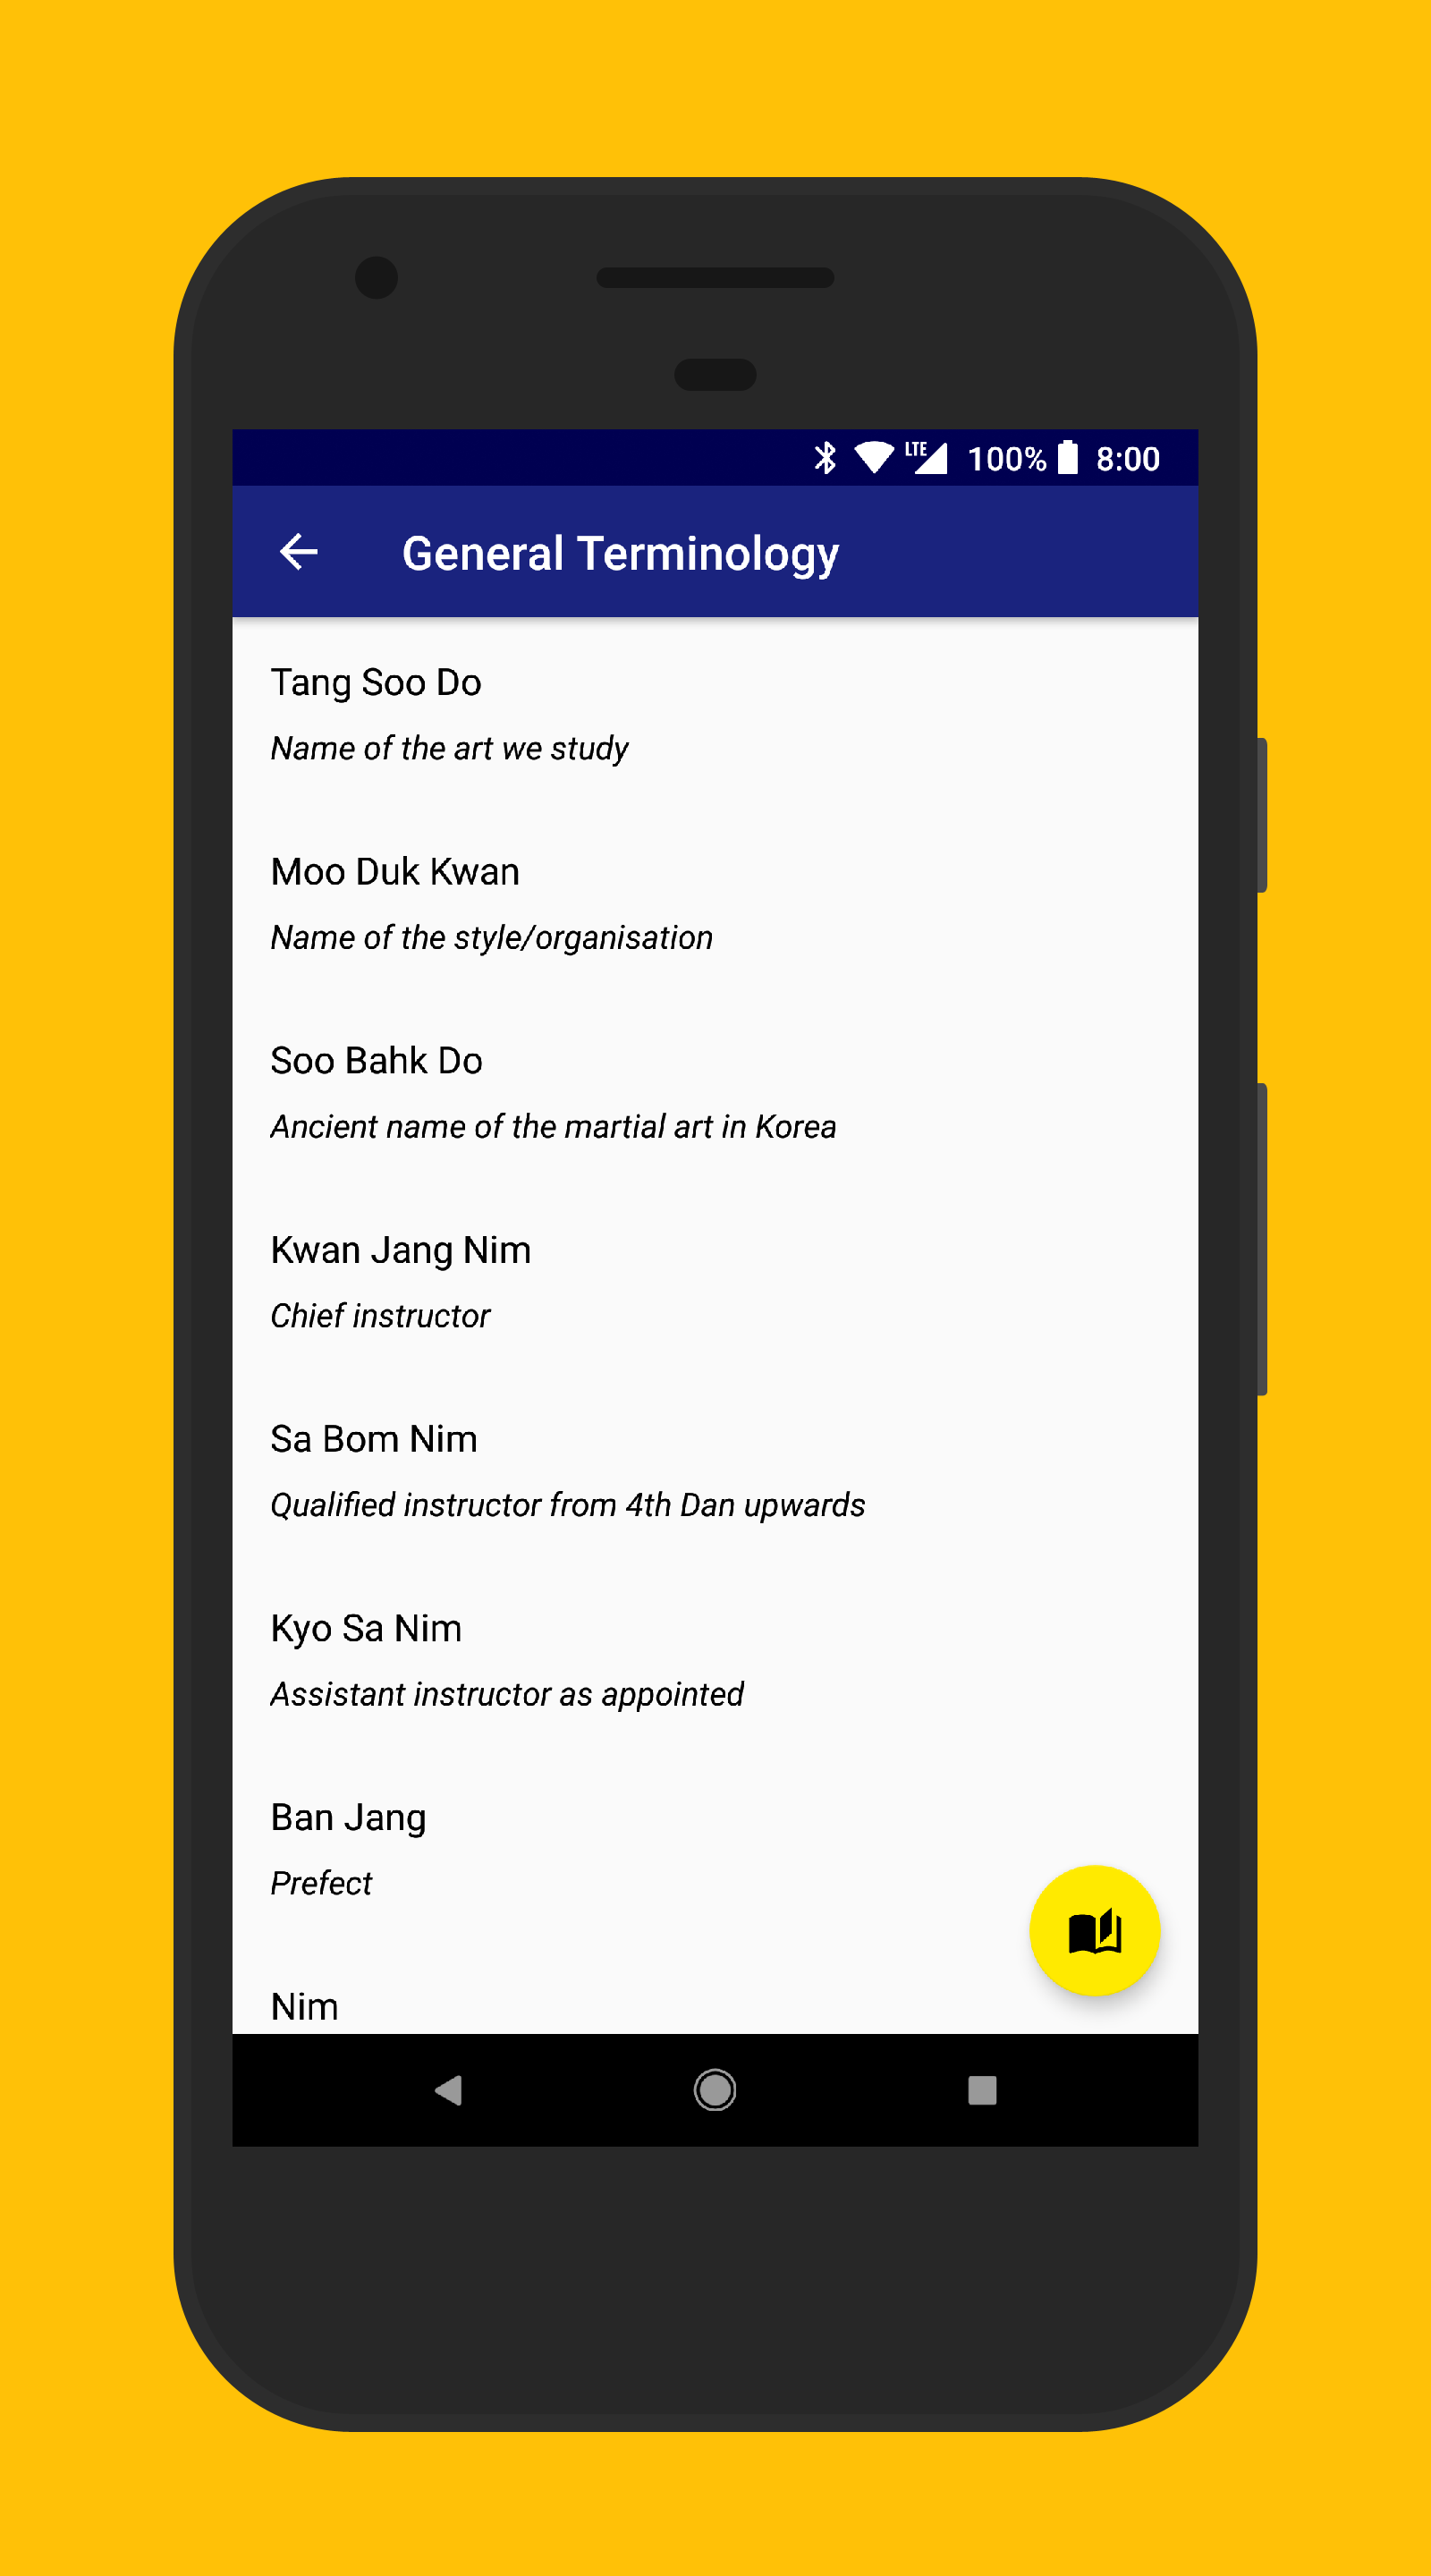 LTE 100% 8:00
General Terminology
Tang Soo Do
Name of the art we study
Moo Duk Kwan
Name of the style/organisation
Soo Bahk Do
Ancient name of the martial art in Korea
Kwan Jang Nim
Chief instructor
Sa Bom Nim
Qualified instructor from 4th Dan upwards
Kyo Sa Nim
Assistant instructor as appointed
Ban Jang
Prefect
Nim